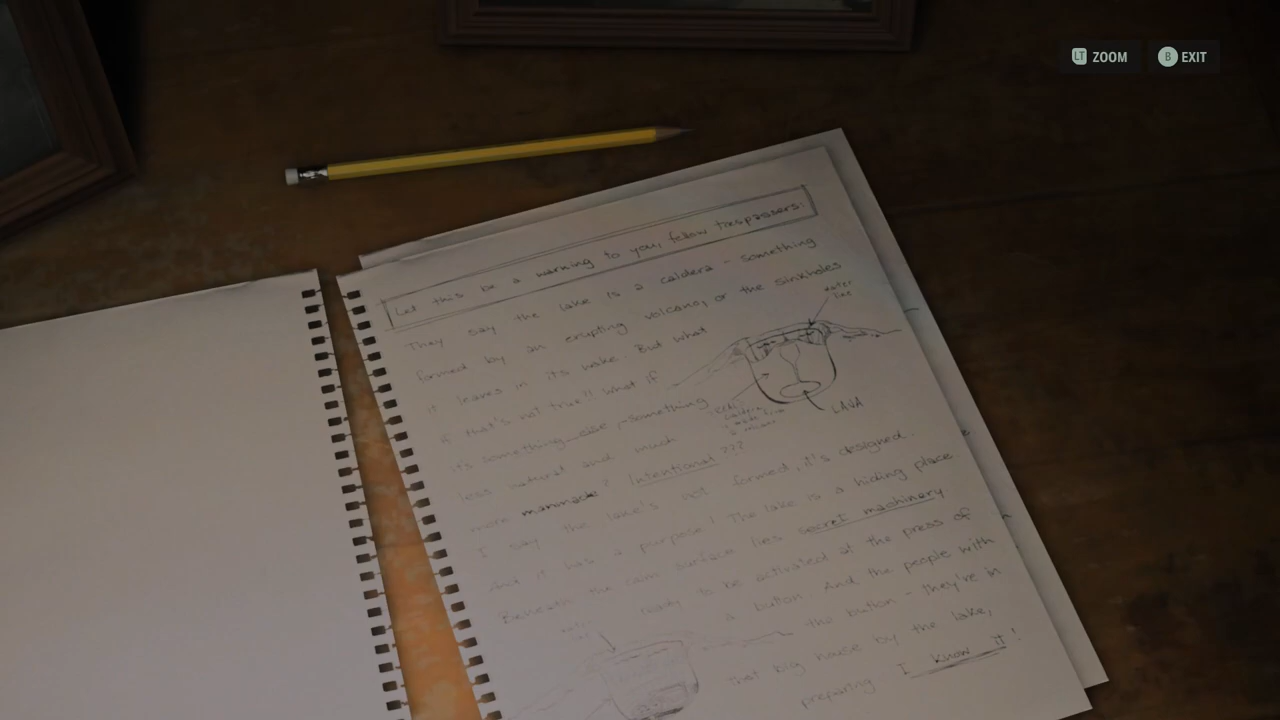 LT ZOOM B EXIT
Let this be a warning to you, fellow trespassers:
They say the lake is a caldera - something
formed by an erupting volcano, or the sinkholes
it leaves in its wake. But what
if that's not true!! What if
it's something else, something
less natural and much
more manmade? Intentional???
I say the lake's not formed, it's designed.
And it has a purpose! The lake is a hiding place.
Beneath the calm surface lies secret machinery
ready to be activated at the press of
a button. And the people with
the button - they're in
that big house by the lake,
preparing I know it!
water
line
LAVA